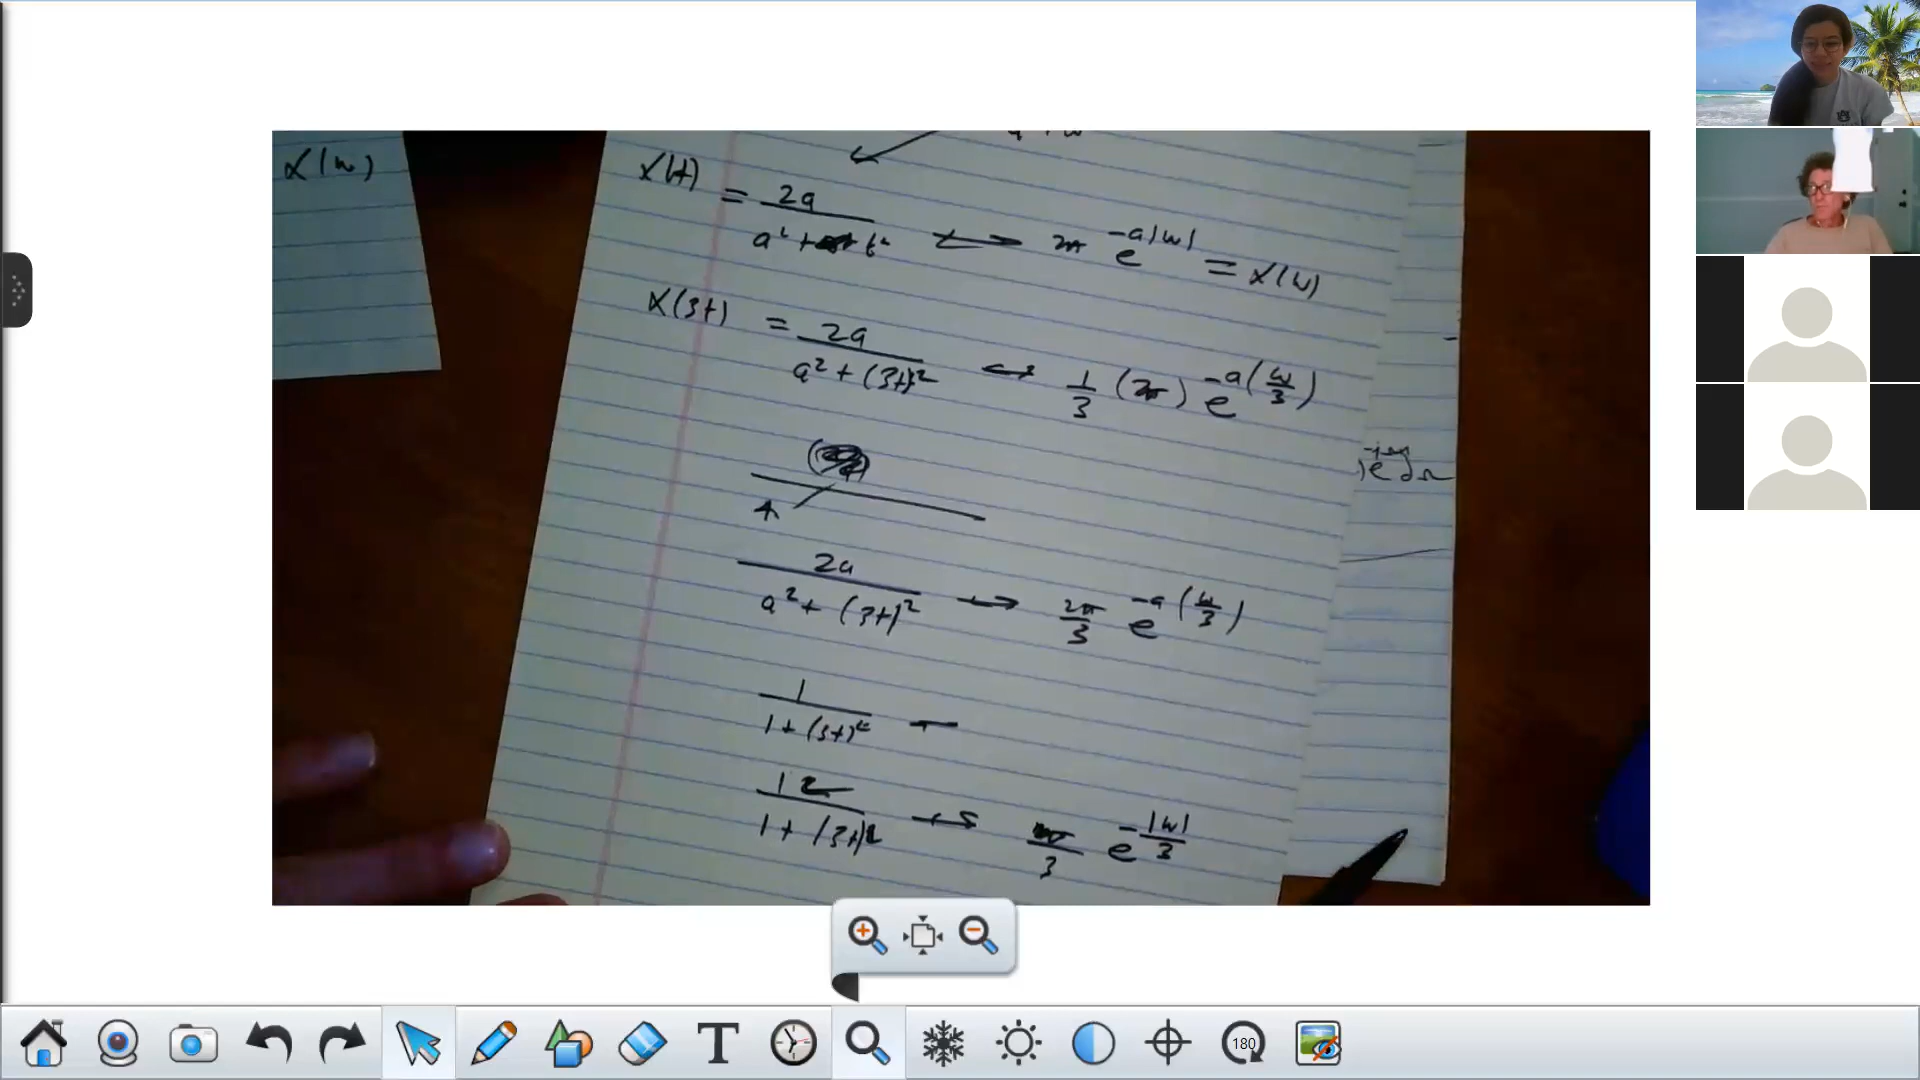 X(w)
x(t) = 2a / a² + t² ↔ 2π e^-a|w| = X(w)
x(3t) = 2a / a² + (3t)² ↔ 1/3 (2π) e^-a(w/3)
2a / a² + (3t)² ↔ 2π/3 e^-a(w/3)
1 / 1 + (3t)²
1 / 1 + (3t)² ↔ /3 e^-|w|/3
T
180